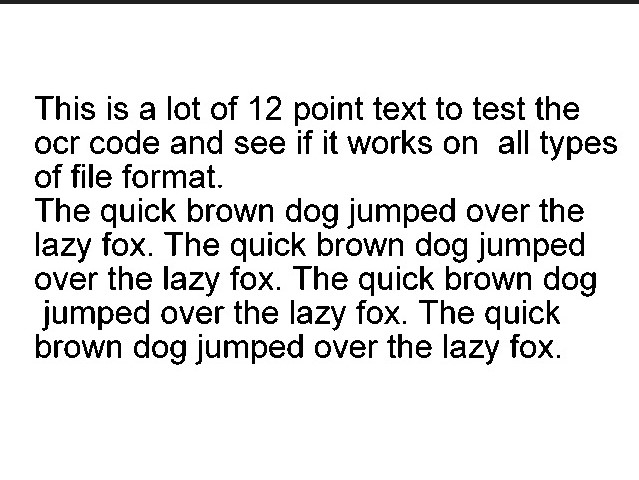 This is a lot of 12 point text to test the
ocr code and see if it works on  all types
of file format.
The quick brown dog jumped over the
lazy fox. The quick brown dog jumped
over the lazy fox. The quick brown dog
 jumped over the lazy fox. The quick
brown dog jumped over the lazy fox.